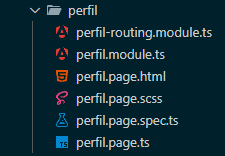 perfil
perfil-routing.module.ts
perfil.module.ts
perfil.page.html
perfil.page.scss
perfil.page.spec.ts
TS perfil.page.ts